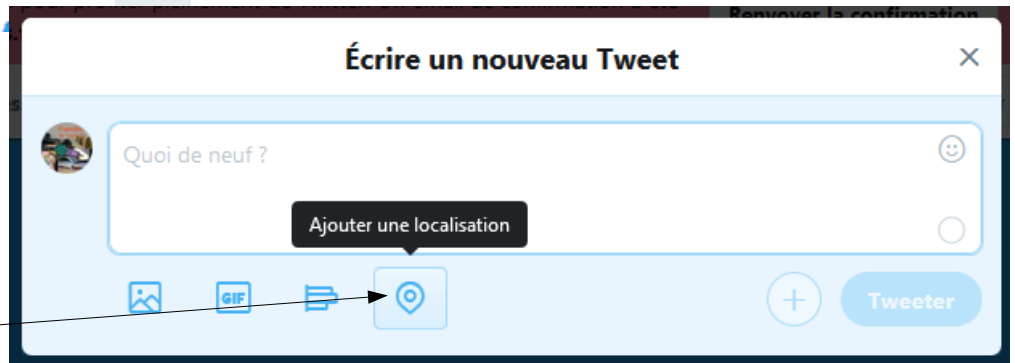 Renvoyer la confirmation
Écrire un nouveau Tweet
Quoi de neuf ?
Ajouter une localisation
GIF
Tweeter